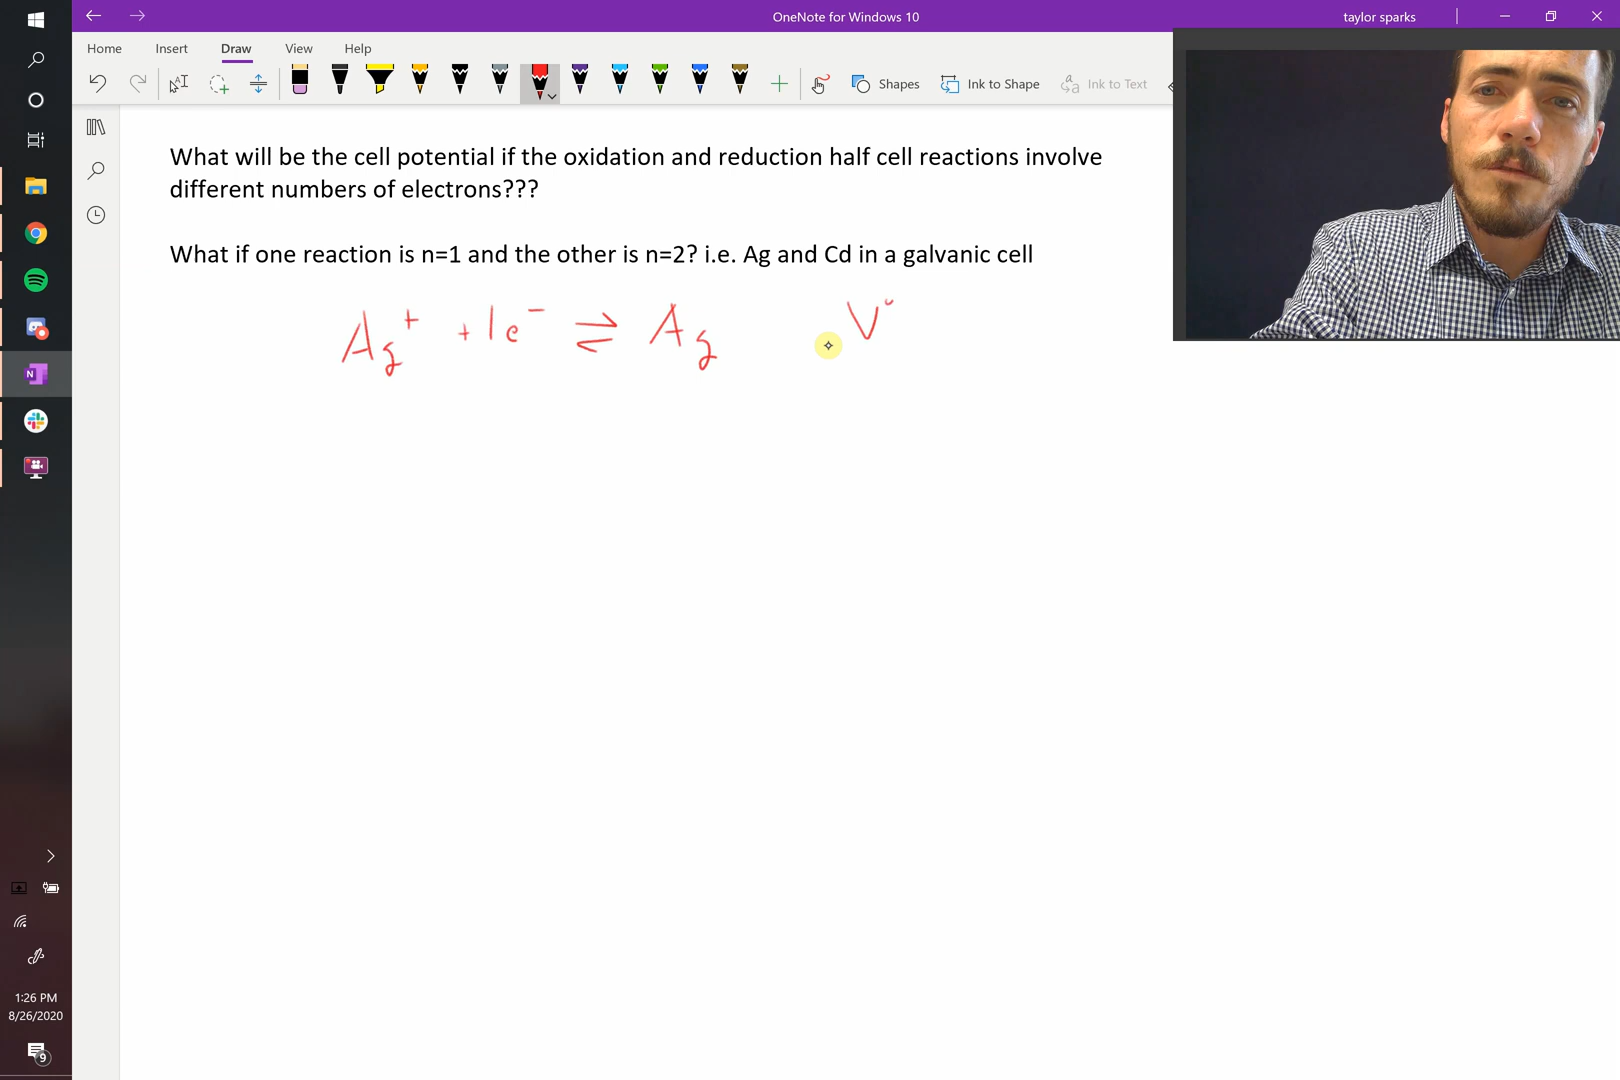 OneNote for Windows 10
taylor sparks
Home Insert Draw View Help
Shapes Ink to Shape Ink to Text
What will be the cell potential if the oxidation and reduction half cell reactions involve
different numbers of electrons???
What if one reaction is n=1 and the other is n=2? i.e. Ag and Cd in a galvanic cell
Ag⁺ + 1e⁻ ⇌ Ag V°
1:26 PM
8/26/2020
9